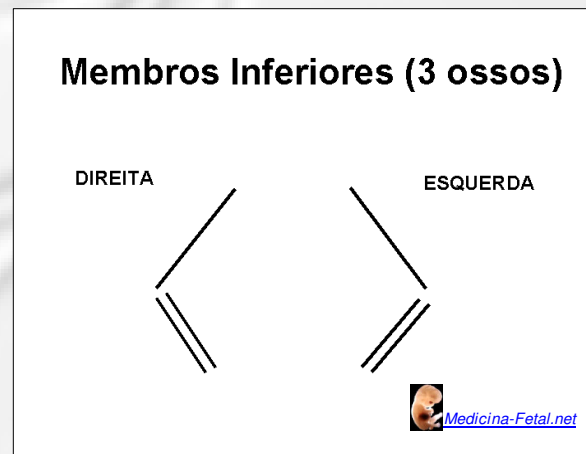 Membros Inferiores (3 ossos)
DIREITA
ESQUERDA
Medicina-Fetal.net